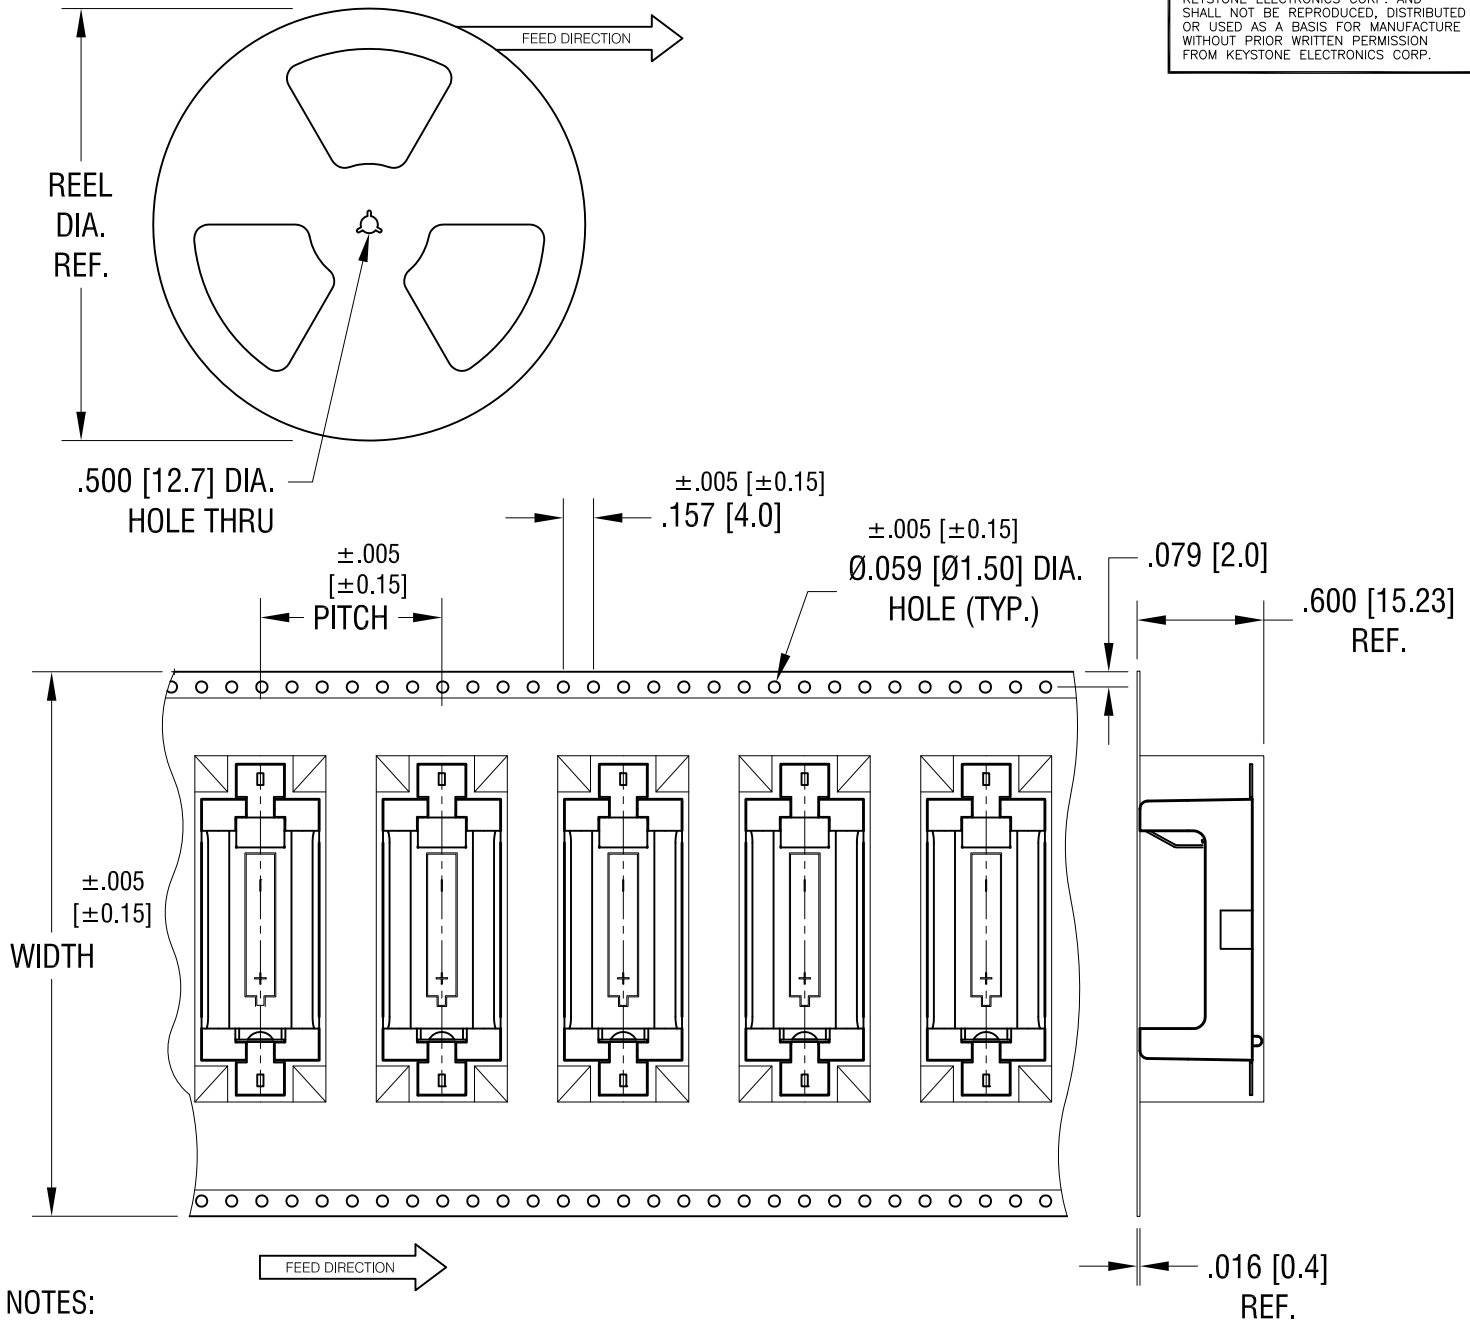 KEYSTONE ELECTRONICS CORP. AND
SHALL NOT BE REPRODUCED, DISTRIBUTED
OR USED AS A BASIS FOR MANUFACTURE
WITHOUT PRIOR WRITTEN PERMISSION
FROM KEYSTONE ELECTRONICS CORP.
FEED DIRECTION
REEL
DIA.
REF.
.500 [12.7] DIA.
HOLE THRU
±.005 [±0.15]
.157 [4.0]
±.005
[±0.15]
PITCH
±.005 [±0.15]
Ø.059 [Ø1.50] DIA.
HOLE (TYP.)
.079 [2.0]
.600 [15.23]
REF.
±.005
[±0.15]
WIDTH
FEED DIRECTION
.016 [0.4]
REF.
NOTES: